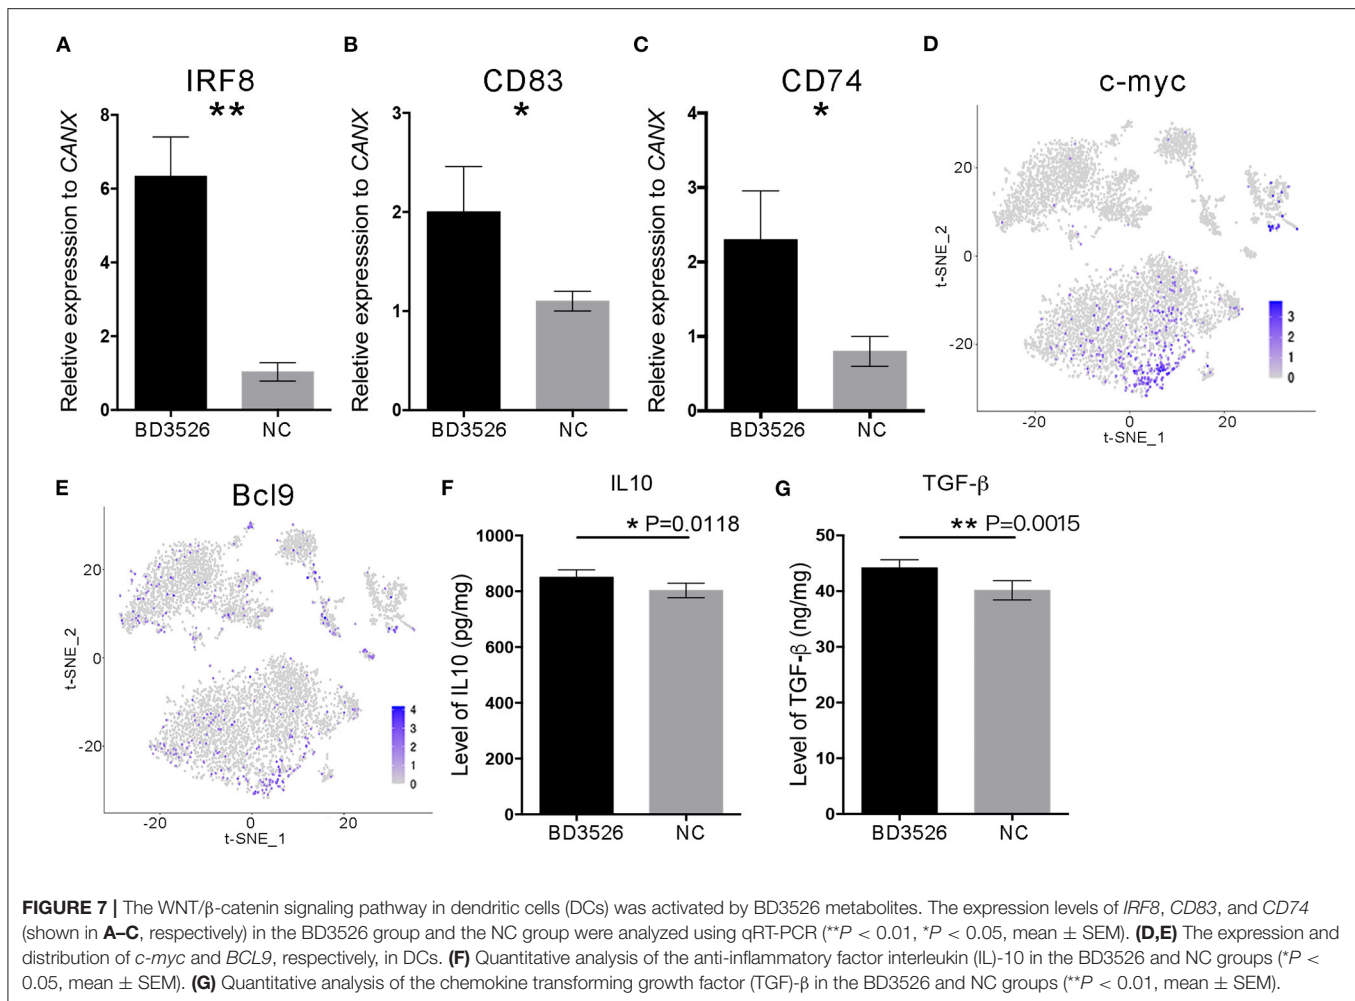 A
IRF8
**
Reletive expresssion to CANX
8
6
4
2
0
BD3526 NC
B
CD83
*
Reletive expresssion to CANX
3
2
1
0
BD3526 NC
C
CD74
*
Reletive expresssion to CANX
4
3
2
1
0
BD3526 NC
D
c-myc
t-SNE_2
20
0
-20
-20 0 20
t-SNE_1
3
2
1
0
E
Bcl9
t-SNE_2
20
0
-20
-20 0 20
t-SNE_1
4
3
2
1
0
F
IL10
* P=0.0118
Level of IL10 (pg/mg)
1000
800
600
400
200
0
BD3526 NC
G
TGF-β
** P=0.0015
Level of TGF-β (ng/mg)
50
40
30
20
10
0
BD3526 NC
FIGURE 7 | The WNT/β-catenin signaling pathway in dendritic cells (DCs) was activated by BD3526 metabolites. The expression levels of IRF8, CD83, and CD74
(shown in A–C, respectively) in the BD3526 group and the NC group were analyzed using qRT-PCR (**P < 0.01, *P < 0.05, mean ± SEM). (D,E) The expression and
distribution of c-myc and BCL9, respectively, in DCs. (F) Quantitative analysis of the anti-inflammatory factor interleukin (IL)-10 in the BD3526 and NC groups (*P <
0.05, mean ± SEM). (G) Quantitative analysis of the chemokine transforming growth factor (TGF)-β in the BD3526 and NC groups (**P < 0.01, mean ± SEM).